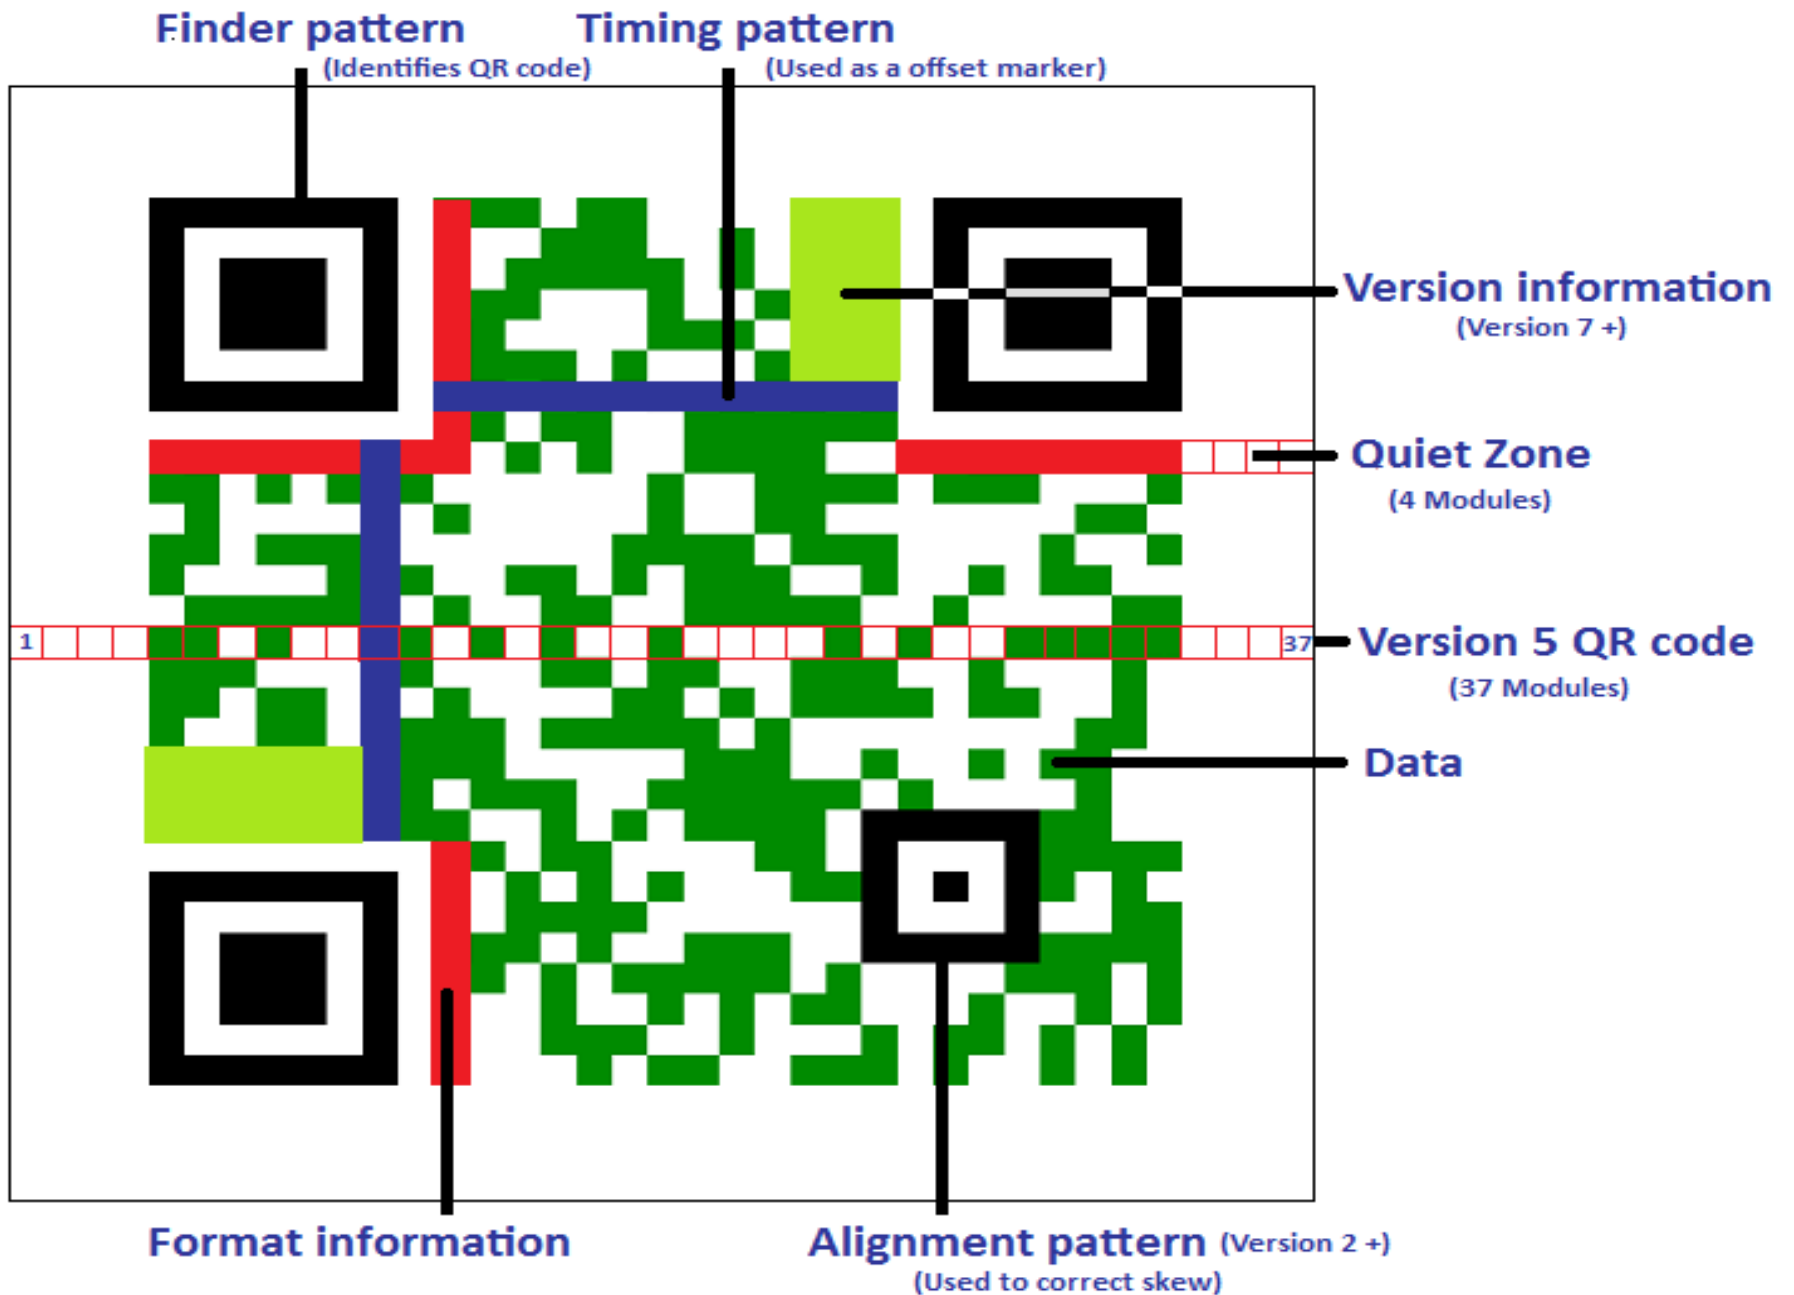 Finder pattern
(Identifies QR code)
Timing pattern
(Used as a offset marker)
Version information
(Version 7 +)
Quiet Zone
(4 Modules)
1
37
Version 5 QR code
(37 Modules)
Data
Format information
Alignment pattern (Version 2 +)
(Used to correct skew)